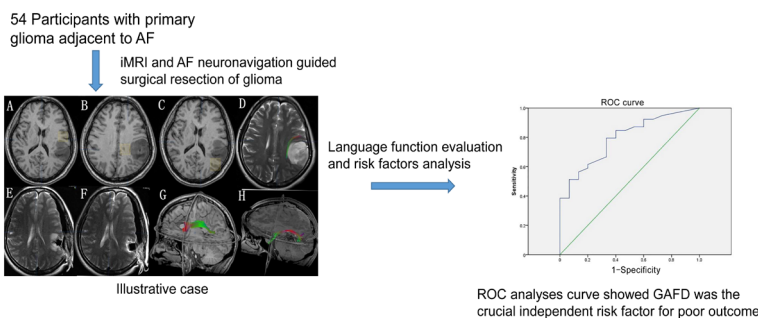 54 Participants with primary
glioma adjacent to AF
iMRI and AF neuronavigation guided
surgical resection of glioma
A B C D
E F G H
Illustrative case
Language function evaluation
and risk factors analysis
ROC curve
Sensitivity
1.0
0.8
0.6
0.4
0.2
0
0 0.2 0.4 0.6 0.8 1.0
1-Specificity
ROC analyses curve showed GAFD was the
crucial independent risk factor for poor outcome